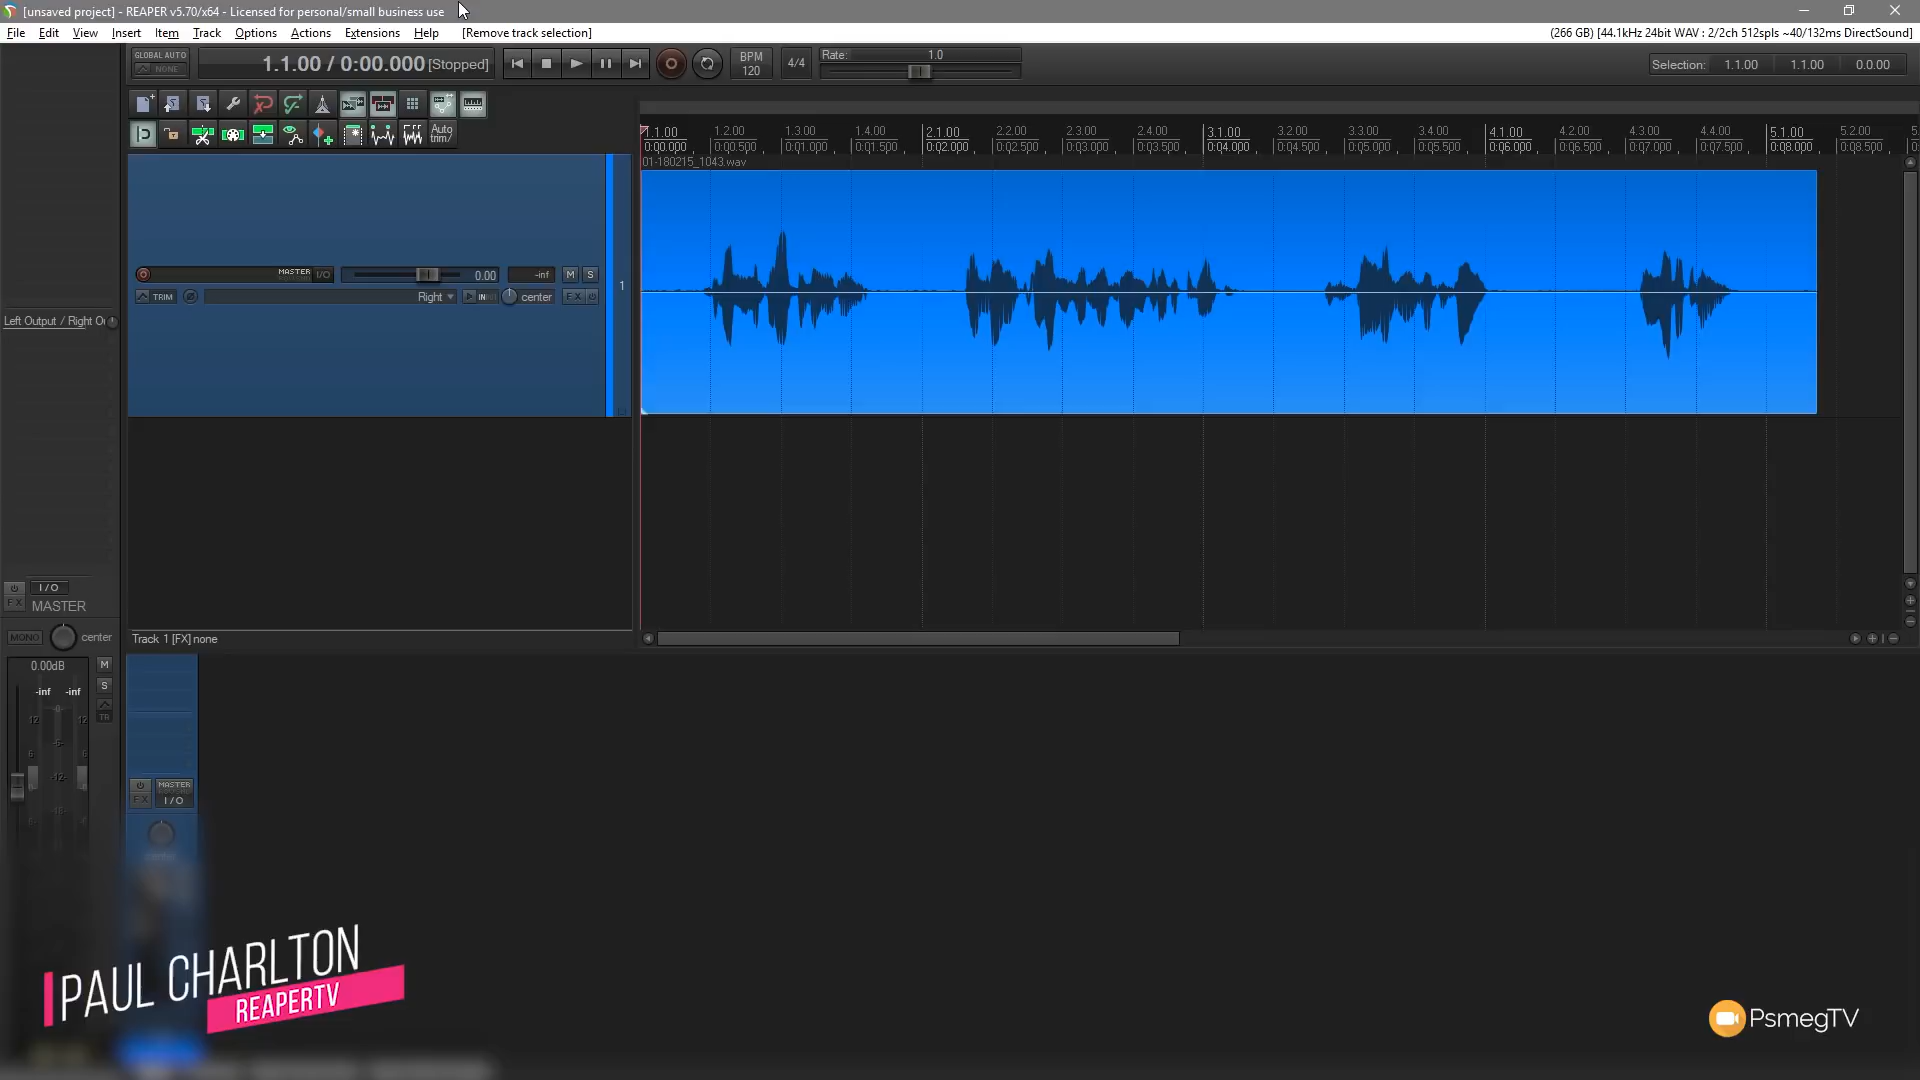 [unsaved project] - REAPER v5.70/x64 - Licensed for personal/small business use
File Edit View Insert Item Track Options Actions Extensions Help [Remove track selection]
(266 GB) [44.1kHz 24bit WAV : 2/2ch 512spls ~40/132ms DirectSound]
GLOBAL AUTO
NONE
1.1.00 / 0:00.000 [Stopped]
BPM
120
4/4
Rate: 1.0
Selection: 1.1.00 1.1.00 0.0.00
Auto
trim/
1.1.00 1.2.00 1.3.00 1.4.00 2.1.00 2.2.00 2.3.00 2.4.00 3.1.00 3.2.00 3.3.00 3.4.00 4.1.00 4.2.00 4.3.00 4.4.00 5.1.00 5.2.00
0:00.000 0:00.500 0:01.000 0:01.500 0:02.000 0:02.500 0:03.000 0:03.500 0:04.000 0:04.500 0:05.000 0:05.500 0:06.000 0:06.500 0:07.000 0:07.500 0:08.000 0:08.500
01-180215_1043.wav
MASTER I/O 0.00 -inf M S
TRIM Right IN center FX
1
Left Output / Right O
I/O
FX MASTER
MONO center
Track 1 [FX] none
0.00dB M
-inf -inf S
TR
MASTER
FX I/O
PAUL CHARLTON
REAPERTV
PsmegTV